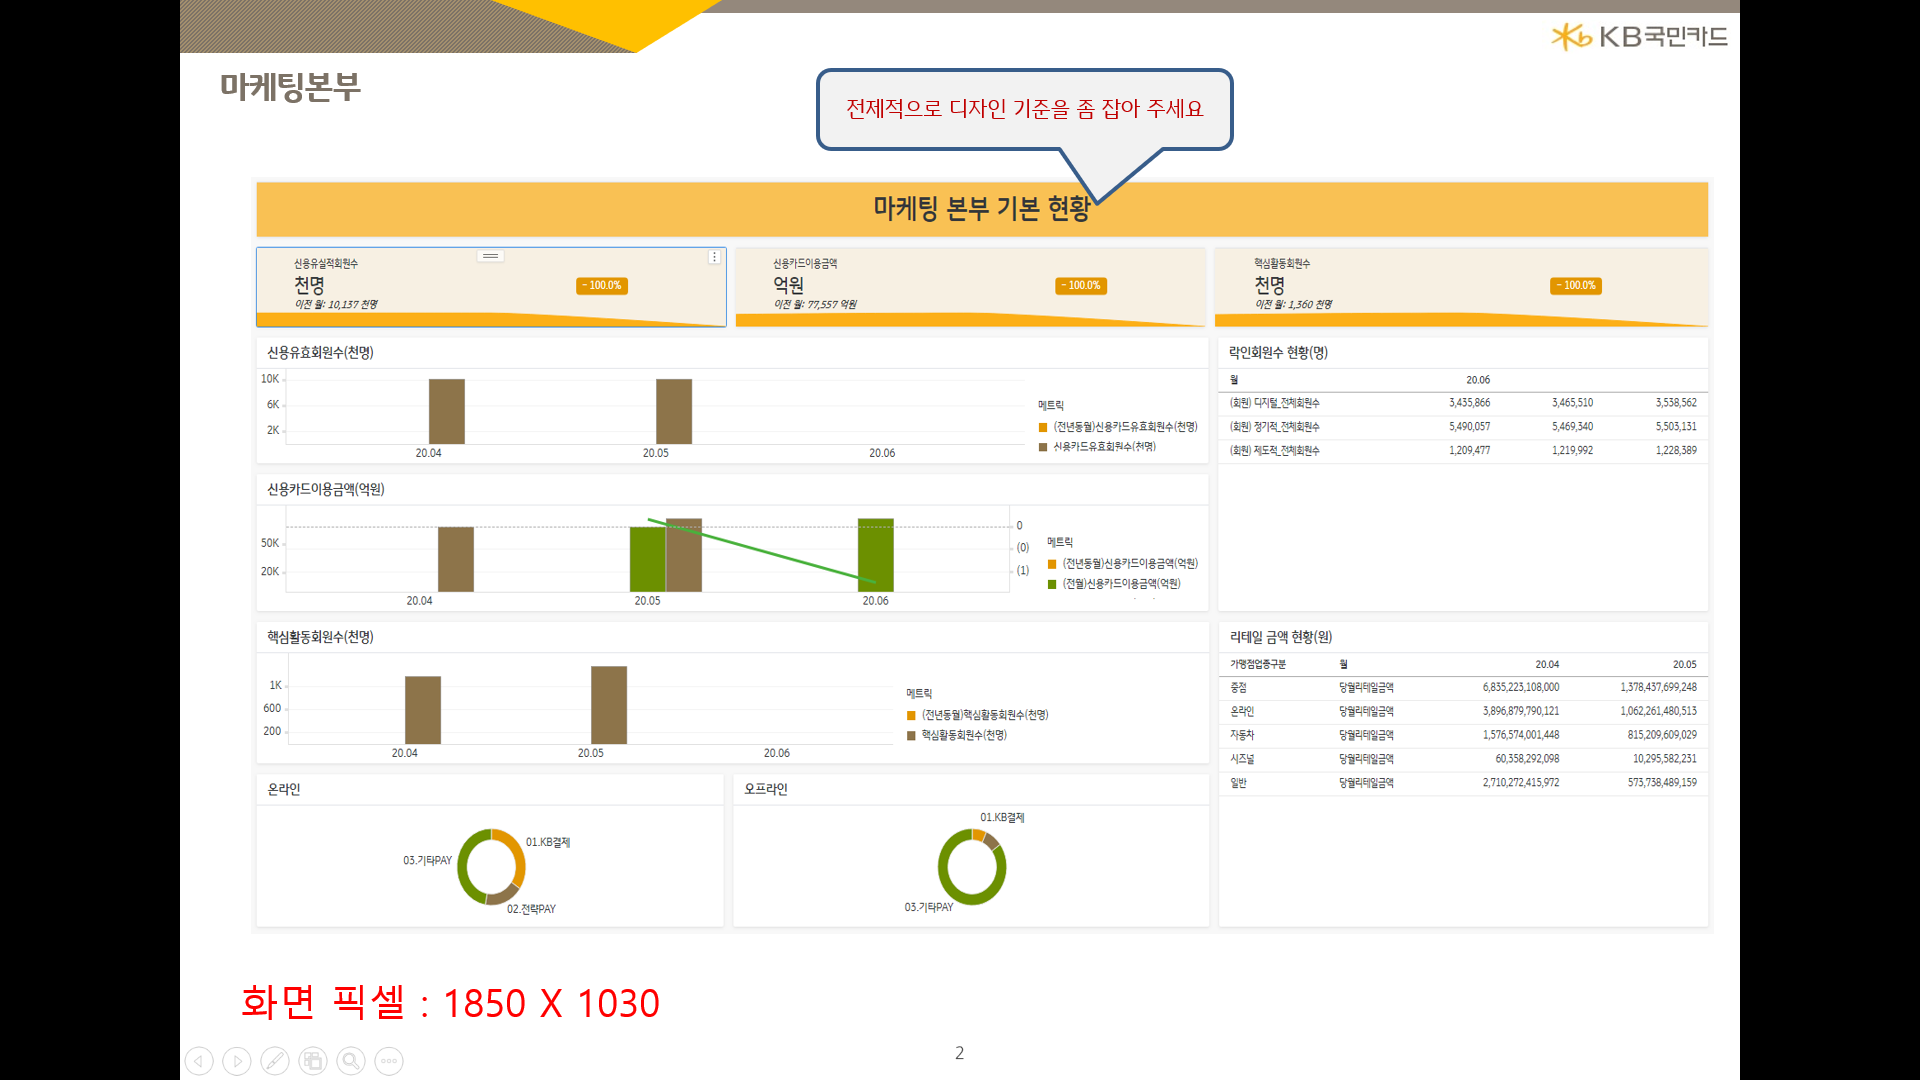 KB국민카드
마케팅본부
전제적으로 디자인 기준을 좀 잡아 주세요
마케팅 본부 기본 현황
신용유실적회원수
천명
- 100.0%
이전 월: 10,137 천명
신용카드이용금액
억원
- 100.0%
이전 월: 77,557 억원
핵심활동회원수
천명
- 100.0%
이전 월: 1,360 천명
신용유효회원수(천명)
10K
6K
2K
20.04
20.05
20.06
메트릭
(전년동월)신용카드유효회원수(천명)
신용카드유효회원수(천명)
락인회원수 현황(명)
월 20.06
(회원) 디지털_전체회원수 3,435,866 3,465,510 3,538,562
(회원) 정기적_전체회원수 5,490,057 5,469,340 5,503,131
(회원) 제도적_전체회원수 1,209,477 1,219,992 1,228,389
신용카드이용금액(억원)
50K
20K
0
(0)
(1)
20.04
20.05
20.06
메트릭
(전년동월)신용카드이용금액(억원)
(전월)신용카드이용금액(억원)
핵심활동회원수(천명)
1K
600
200
20.04
20.05
20.06
메트릭
(전년동월)핵심활동회원수(천명)
핵심활동회원수(천명)
리테일 금액 현황(원)
가맹점업종구분 월 20.04 20.05
중점 당월리테일금액 6,835,223,108,000 1,378,437,699,248
온라인 당월리테일금액 3,896,879,790,121 1,062,261,480,513
자동차 당월리테일금액 1,576,574,001,448 815,209,609,029
시즈널 당월리테일금액 60,358,292,098 10,295,582,231
일반 당월리테일금액 2,710,272,415,972 573,738,489,159
온라인
01.KB결제
03.기타PAY
02.전략PAY
오프라인
01.KB결제
03.기타PAY
화면 픽셀 : 1850 X 1030
2